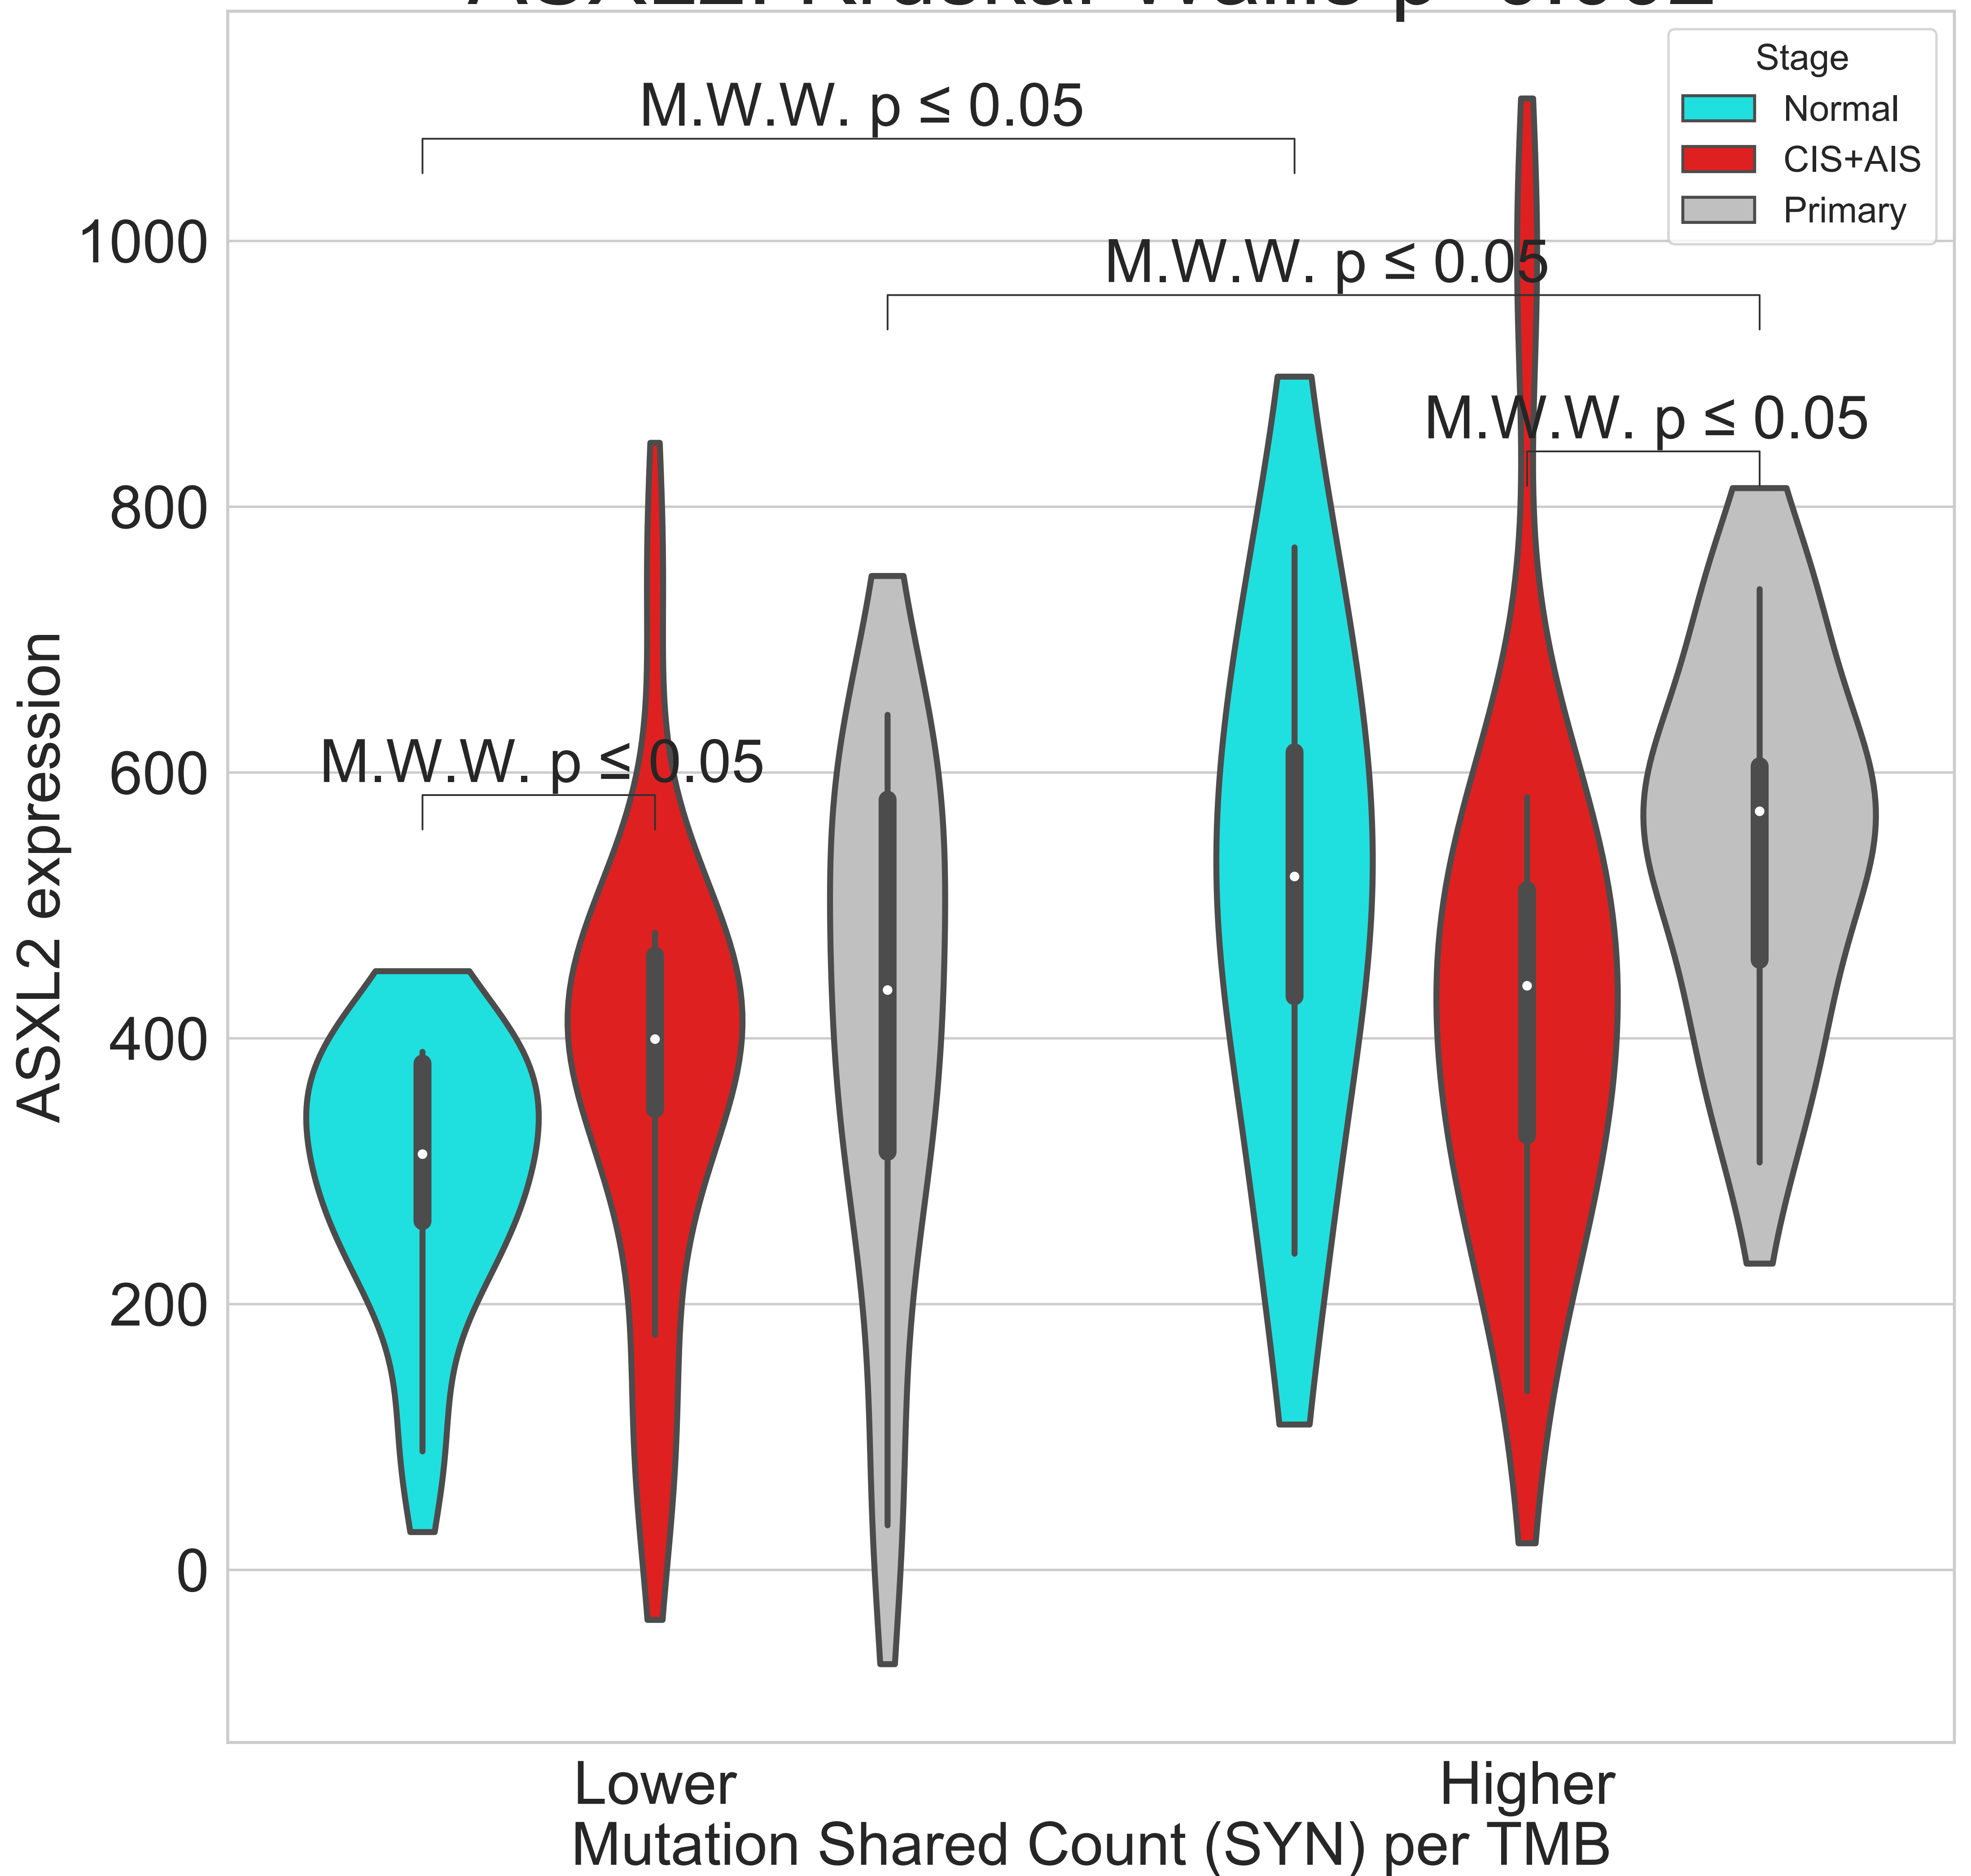 Stage
Normal
CIS+AIS
Primary
M.W.W. p ≤ 0.05
M.W.W. p ≤ 0.05
M.W.W. p ≤ 0.05
M.W.W. p ≤ 0.05
1000
800
600
400
200
0
ASXL2 expression
Lower
Higher
Mutation Shared Count (SYN) per TMB